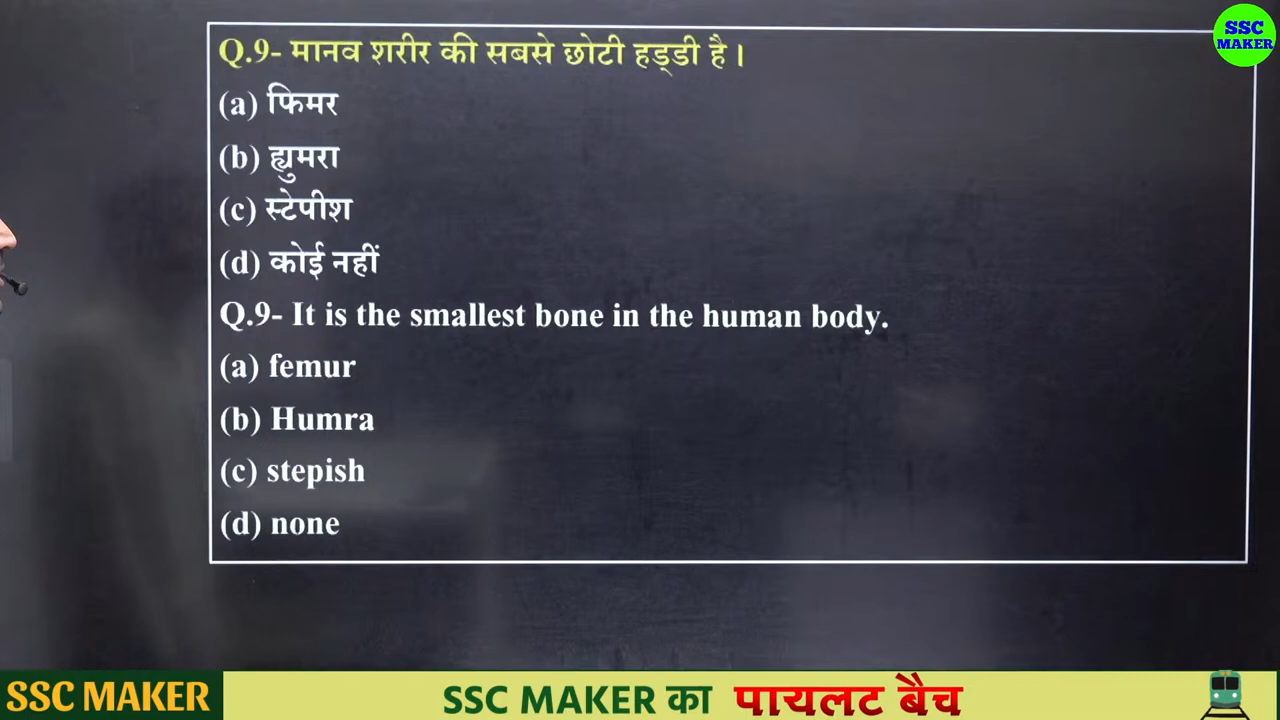 SSC
MAKER
Q.9- मानव शरीर की सबसे छोटी हड्डी है।
(a) फिमर
(b) ह्युमरा
(c) स्टेपीश
(d) कोई नहीं
Q.9- It is the smallest bone in the human body.
(a) femur
(b) Humra
(c) stepish
(d) none
SSC MAKER
SSC MAKER का पायलट बैच